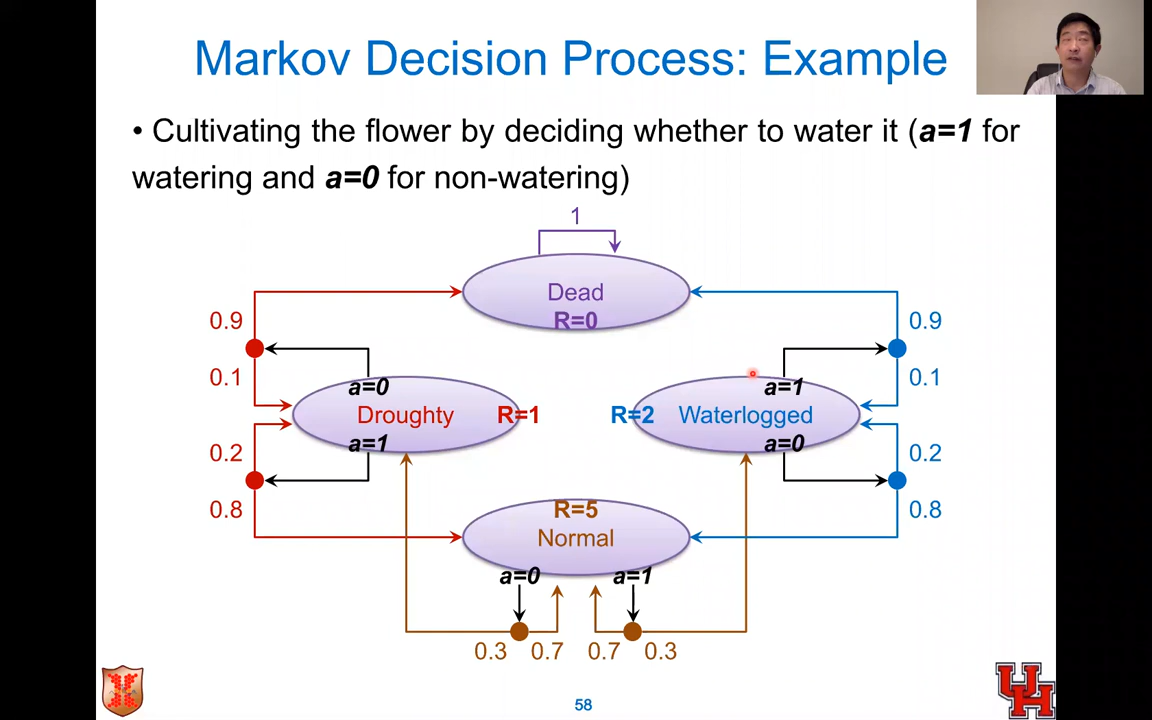 Markov Decision Process: Example
• Cultivating the flower by deciding whether to water it (a=1 for
watering and a=0 for non-watering)
1
Dead
R=0
0.9
0.9
0.1
a=0
a=1
0.1
Droughty
R=1
R=2
Waterlogged
0.2
a=1
a=0
0.2
0.8
R=5
0.8
Normal
a=0
a=1
0.3
0.7
0.7
0.3
UH
58